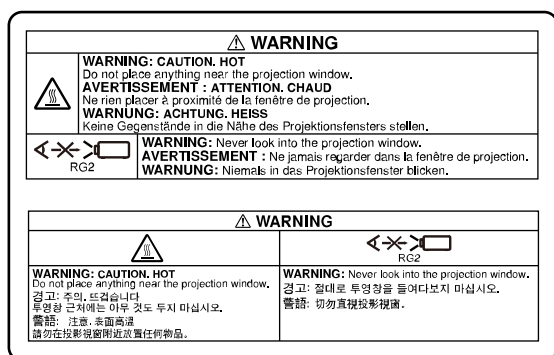 ⚠ WARNING
WARNING: CAUTION. HOT
Do not place anything near the projection window.
AVERTISSEMENT : ATTENTION. CHAUD
Ne rien placer à proximité de la fenêtre de projection.
WARNUNG: ACHTUNG. HEISS
Keine Gegenstände in die Nähe des Projektionsfensters stellen.
RG2
WARNING: Never look into the projection window.
AVERTISSEMENT : Ne jamais regarder dans la fenêtre de projection.
WARNUNG: Niemals in das Projektionsfenster blicken.
⚠ WARNING
RG2
WARNING: CAUTION. HOT
Do not place anything near the projection window.
경고: 주의. 뜨겁습니다
투영창 근처에는 아무 것도 두지 마십시오.
警語: 注意. 表面高溫
請勿在投影視窗附近放置任何物品。
WARNING: Never look into the projection window.
경고: 절대로 투영창을 들여다보지 마십시오.
警語: 切勿直視投影視窗.